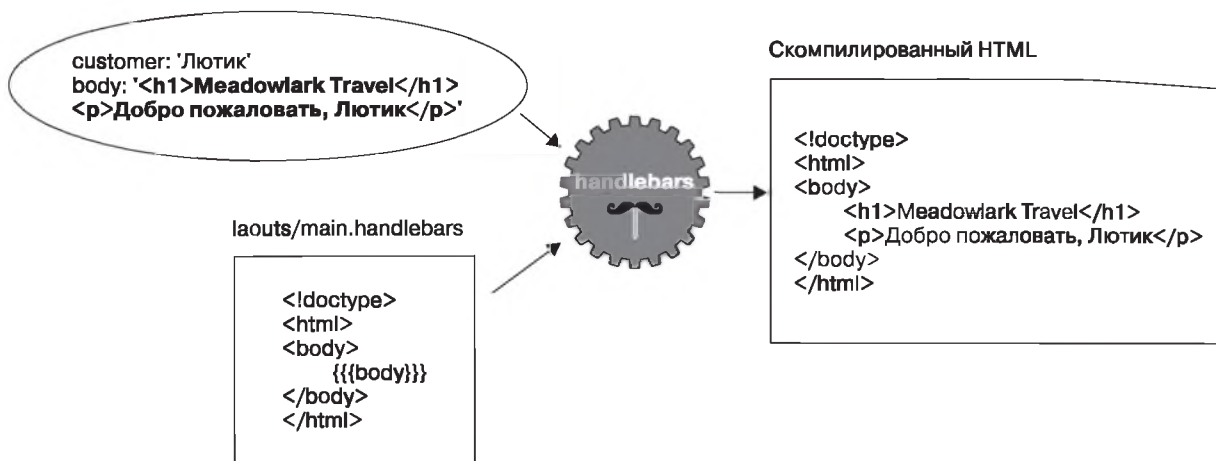 customer: 'Лютик'
body: '<h1>Meadowlark Travel</h1>
<p>Добро пожаловать, Лютик</p>'
laouts/main.handlebars
<!doctype>
<html>
<body>
{{{body}}}
</body>
</html>
handlebars
Скомпилированный HTML
<!doctype>
<html>
<body>
<h1>Meadowlark Travel</h1>
<p>Добро пожаловать, Лютик</p>
</body>
</html>